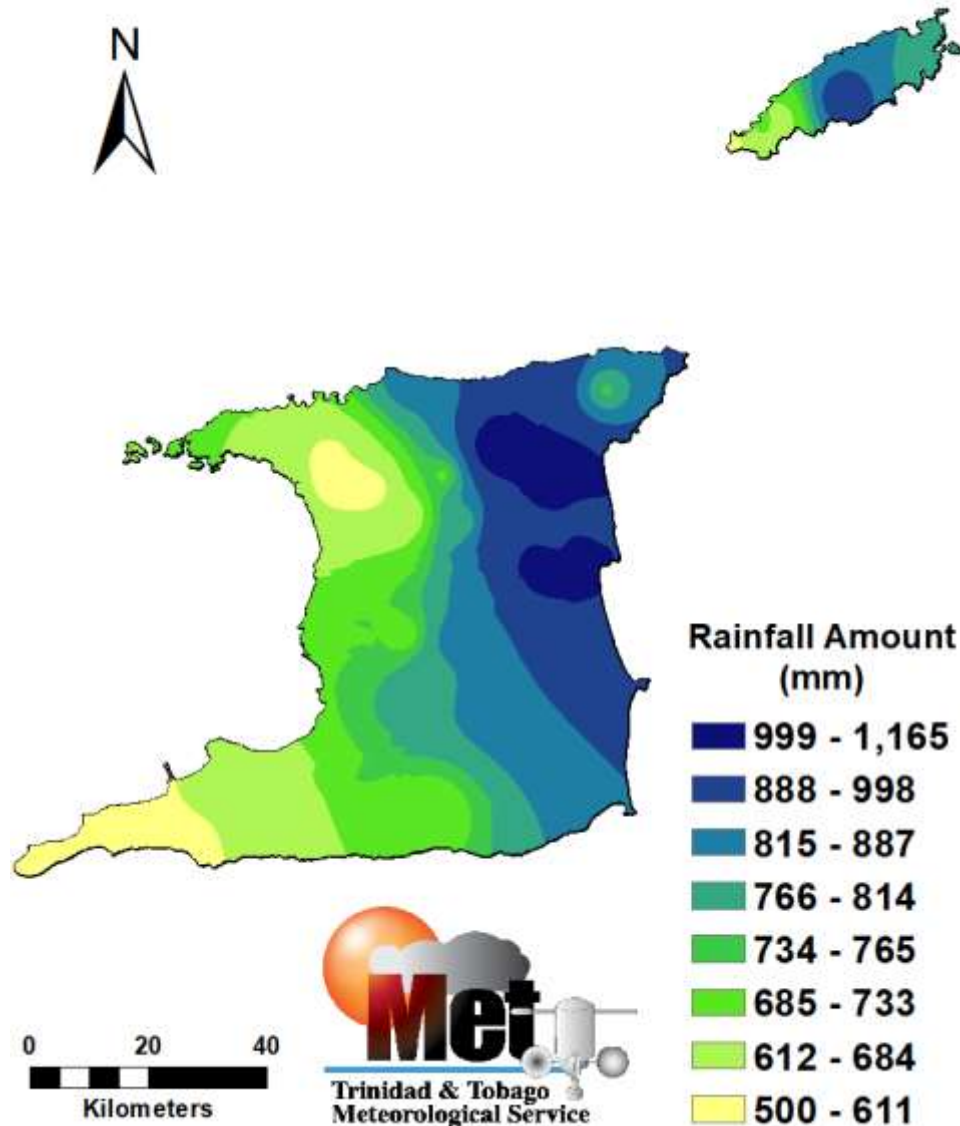 N
Rainfall Amount
(mm)
999 - 1,165
888 - 998
815 - 887
766 - 814
734 - 765
685 - 733
612 - 684
500 - 611
0 20 40
Kilometers
Met
Trinidad & Tobago
Meteorological Service